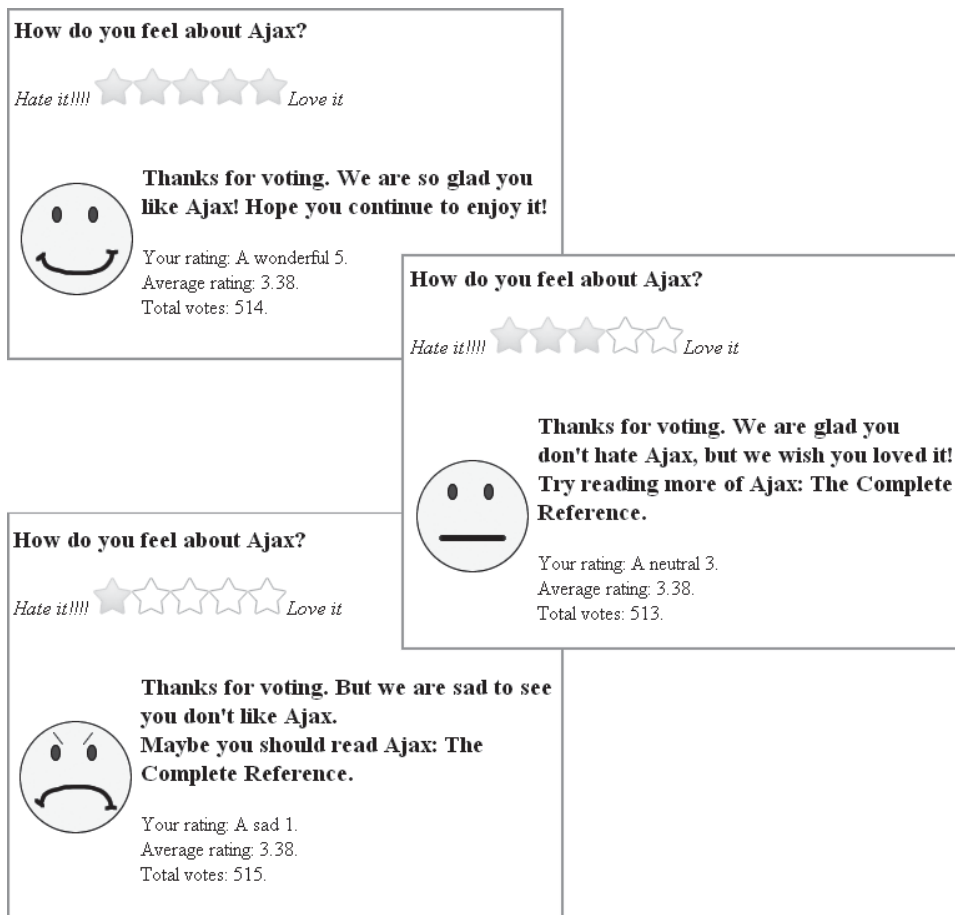 How do you feel about Ajax?
Hate it!!!! Love it
Thanks for voting. We are so glad you
like Ajax! Hope you continue to enjoy it!
Your rating: A wonderful 5.
Average rating: 3.38.
Total votes: 514.
How do you feel about Ajax?
Hate it!!!! Love it
Thanks for voting. We are glad you
don't hate Ajax, but we wish you loved it!
Try reading more of Ajax: The Complete
Reference.
Your rating: A neutral 3.
Average rating: 3.38.
Total votes: 513.
How do you feel about Ajax?
Hate it!!!! Love it
Thanks for voting. But we are sad to see
you don't like Ajax.
Maybe you should read Ajax: The
Complete Reference.
Your rating: A sad 1.
Average rating: 3.38.
Total votes: 515.